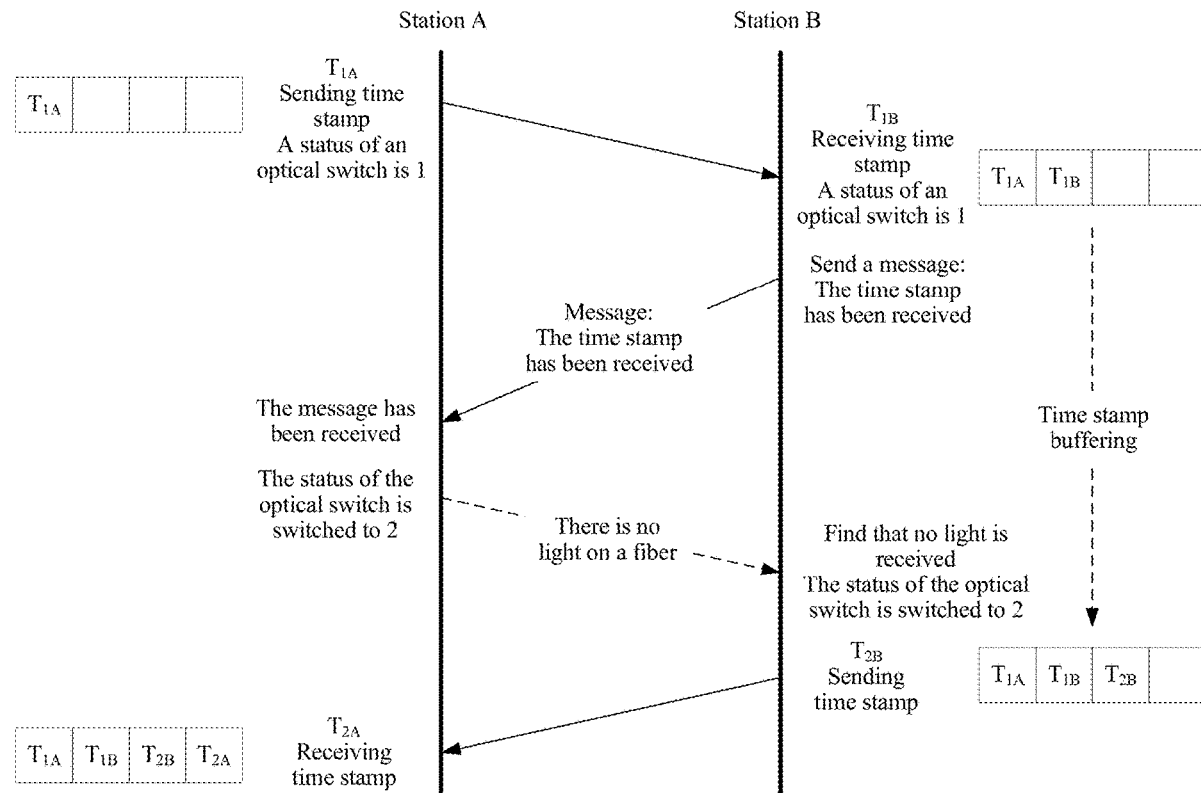 Station A
Station B
T1A
Sending time
stamp
A status of an
optical switch is 1
T1A
T1B
Receiving time
stamp
A status of an
optical switch is 1
T1A T1B
Send a message:
The time stamp
has been received
Message:
The time stamp
has been received
The message has
been received
Time stamp
buffering
The status of the
optical switch is
switched to 2
There is no
light on a fiber
Find that no light is
received
The status of the optical
switch is switched to 2
T2B
Sending
time stamp
T1A T1B T2B
T2A
Receiving
time stamp
T1A T1B T2B T2A